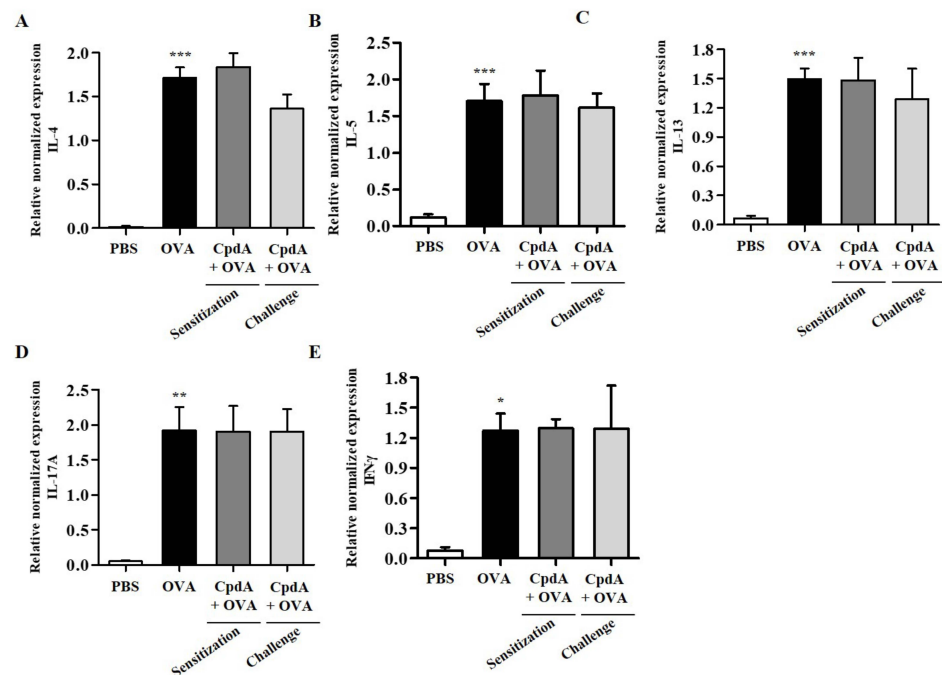 A
Relative normalized expression
IL-4
2.0
1.5
1.0
0.5
0.0
***
PBS
OVA
CpdA
+ OVA
CpdA
+ OVA
Sensitization
Challenge
B
Relative normalized expression
IL-5
2.5
2.0
1.5
1.0
0.5
0.0
***
PBS
OVA
CpdA
+ OVA
CpdA
+ OVA
Sensitization
Challenge
C
Relative normalized expression
IL-13
1.8
1.5
1.2
0.9
0.6
0.3
0.0
***
PBS
OVA
CpdA
+ OVA
CpdA
+ OVA
Sensitization
Challenge
D
Relative normalized expression
IL-17A
2.5
2.0
1.5
1.0
0.5
0.0
**
PBS
OVA
CpdA
+ OVA
CpdA
+ OVA
Sensitization
Challenge
E
Relative normalized expression
IFN-γ
1.8
1.5
1.2
0.9
0.6
0.3
0.0
*
PBS
OVA
CpdA
+ OVA
CpdA
+ OVA
Sensitization
Challenge